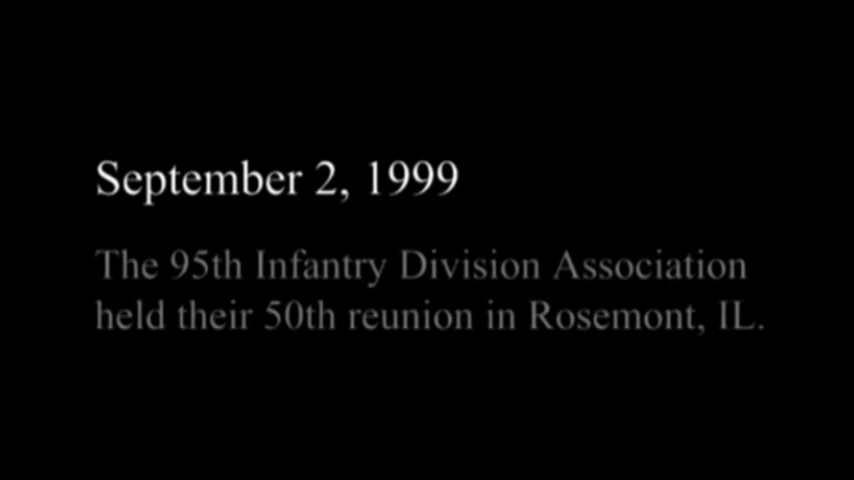 September 2, 1999
The 95th Infantry Division Association
held their 50th reunion in Rosemont, IL.